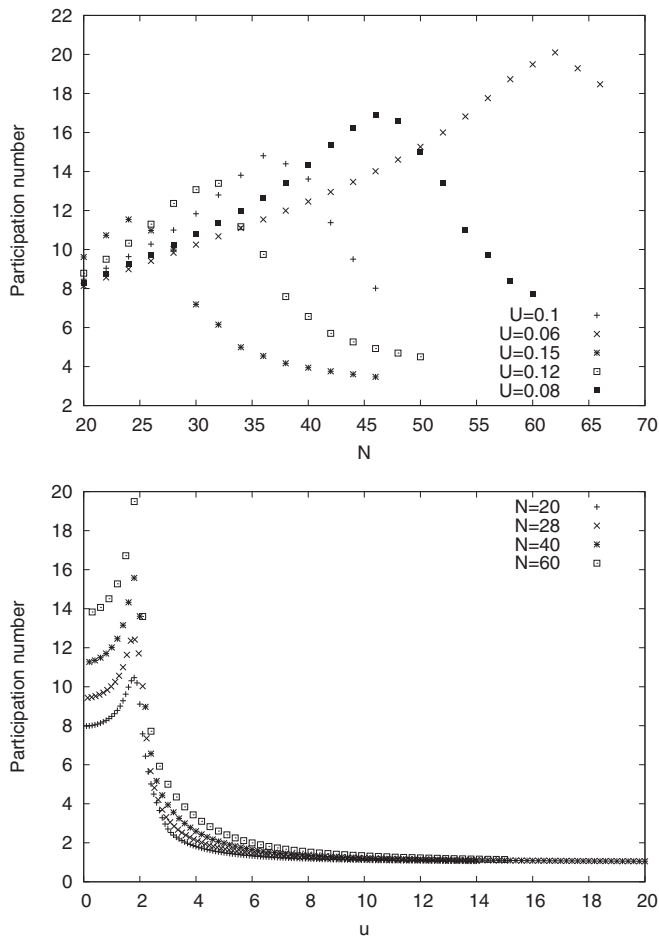 22
20
18
16
14
12
10
8
6
4
2
Participation number
20 25 30 35 40 45 50 55 60 65 70
N
U=0.1
U=0.06
U=0.15
U=0.12
U=0.08
20
18
16
14
12
10
8
6
4
2
0
Participation number
0 2 4 6 8 10 12 14 16 18 20
u
N=20
N=28
N=40
N=60